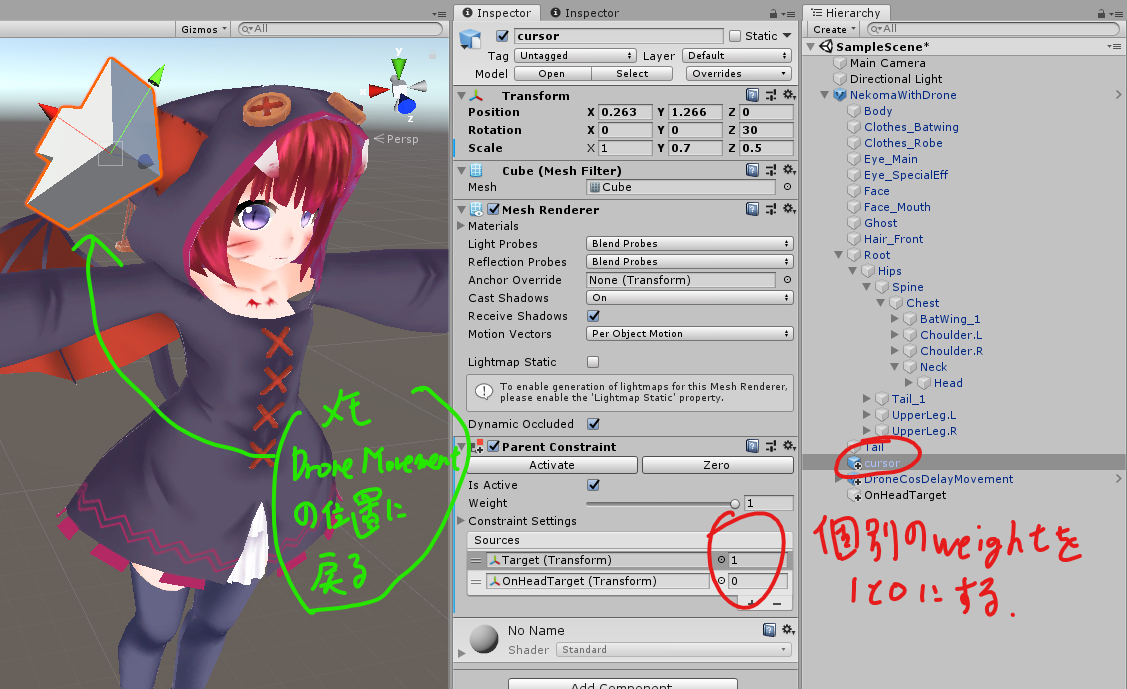 Gizmos
All
Persp
y
x
z
メモ
Drone Movement
の位置に
戻る
Inspector
Inspector
cursor
Static
Tag Untagged Layer Default
Model Open Select Overrides
Transform
Position X 0.263 Y 1.266 Z 0
Rotation X 0 Y 0 Z 30
Scale X 1 Y 0.7 Z 0.5
Cube (Mesh Filter)
Mesh Cube
Mesh Renderer
Materials
Light Probes Blend Probes
Reflection Probes Blend Probes
Anchor Override None (Transform)
Cast Shadows On
Receive Shadows
Motion Vectors Per Object Motion
Lightmap Static
To enable generation of lightmaps for this Mesh Renderer,
please enable the 'Lightmap Static' property.
Dynamic Occluded
Parent Constraint
Activate Zero
Is Active
Weight 1
Constraint Settings
Sources
Target (Transform) 1
OnHeadTarget (Transform) 0
No Name
Shader Standard
Add Component
Hierarchy
Create All
SampleScene*
Main Camera
Directional Light
NekomaWithDrone
Body
Clothes_Batwing
Clothes_Robe
Eye_Main
Eye_SpecialEff
Face
Face_Mouth
Ghost
Hair_Front
Root
Hips
Spine
Chest
BatWing_1
Choulder.L
Choulder.R
Neck
Head
Tail_1
UpperLeg.L
UpperLeg.R
Tail
cursor
DroneCosDelayMovement
OnHeadTarget
個別のweightを
1と0にする.